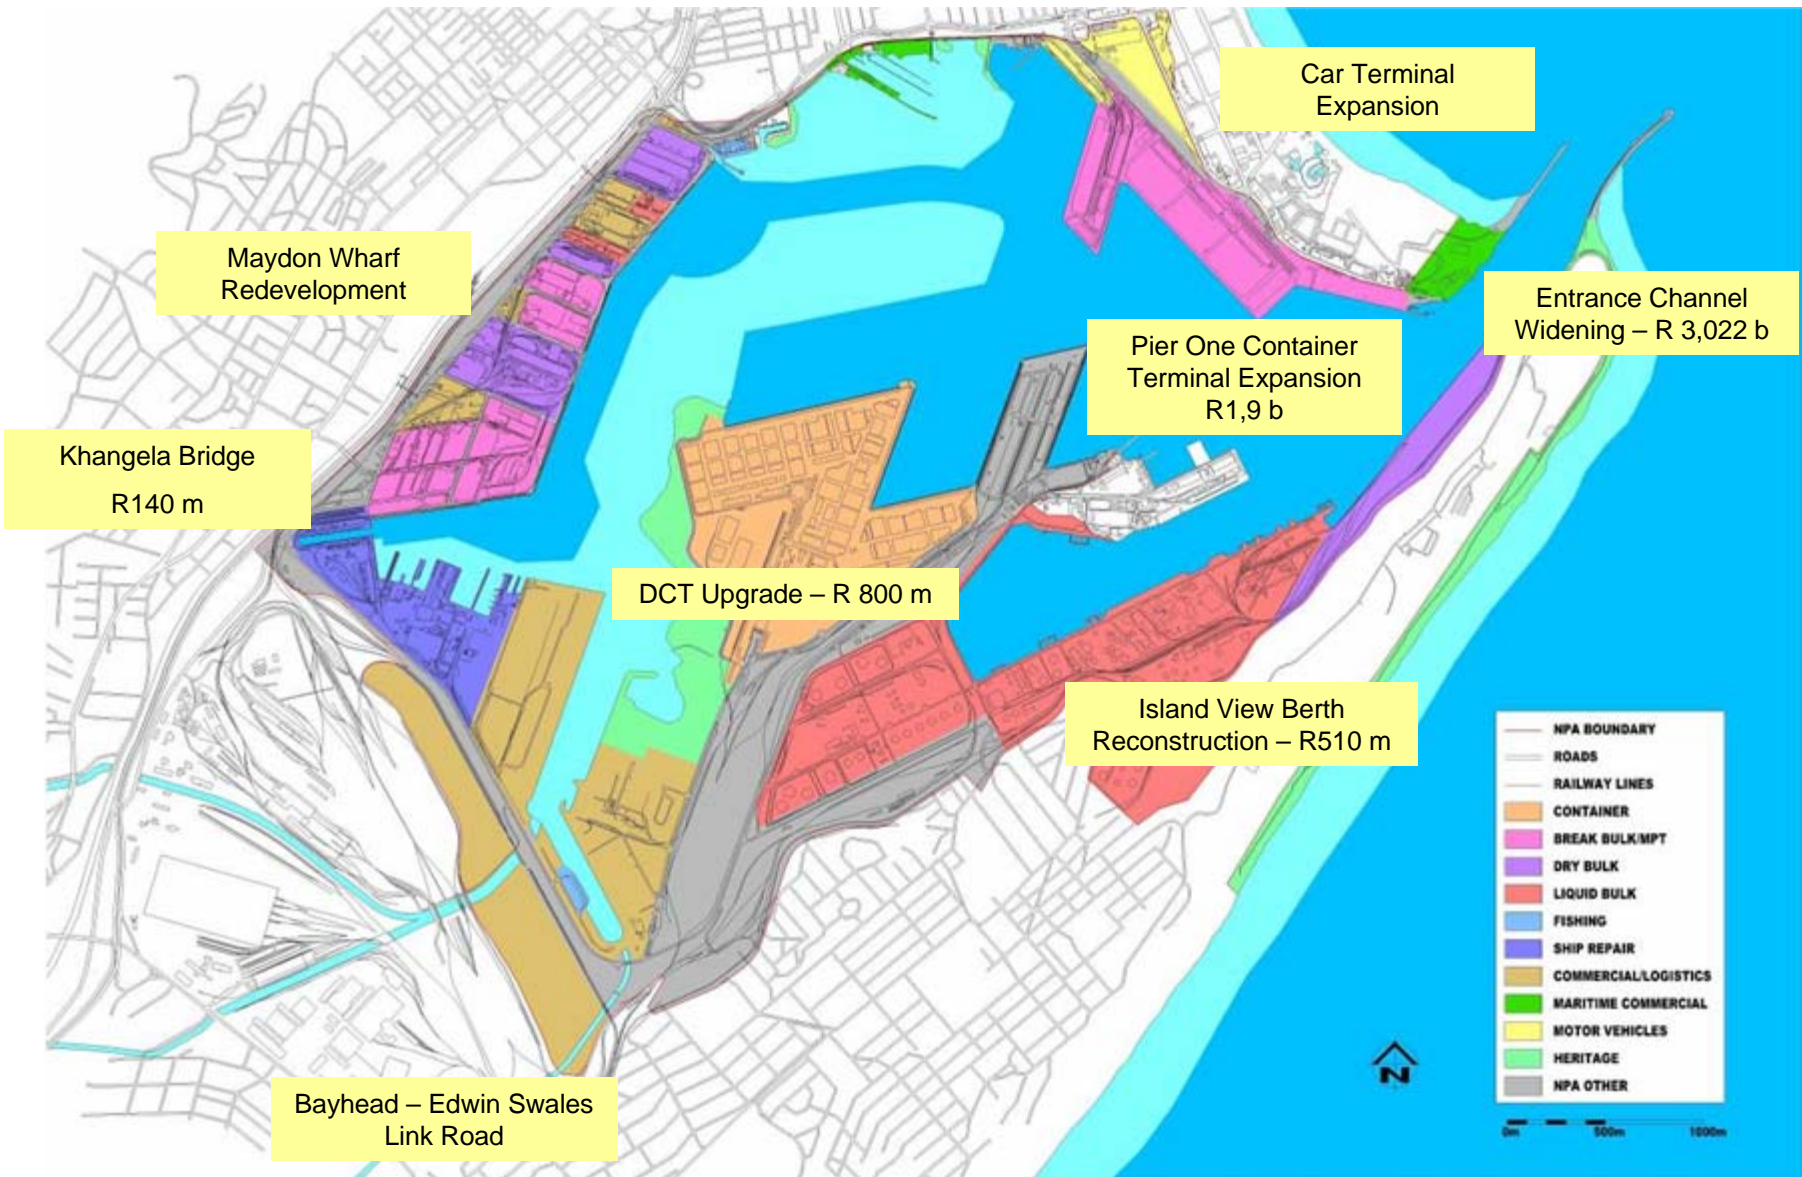 Car Terminal
Expansion
Maydon Wharf
Redevelopment
Entrance Channel
Widening – R 3,022 b
Pier One Container
Terminal Expansion
R1,9 b
Khangela Bridge
R140 m
DCT Upgrade – R 800 m
Island View Berth
Reconstruction – R510 m
Bayhead – Edwin Swales
Link Road
NPA BOUNDARY
ROADS
RAILWAY LINES
CONTAINER
BREAK BULK/MPT
DRY BULK
LIQUID BULK
FISHING
SHIP REPAIR
COMMERCIAL/LOGISTICS
MARITIME COMMERCIAL
MOTOR VEHICLES
HERITAGE
NPA OTHER
N
0m 500m 1000m